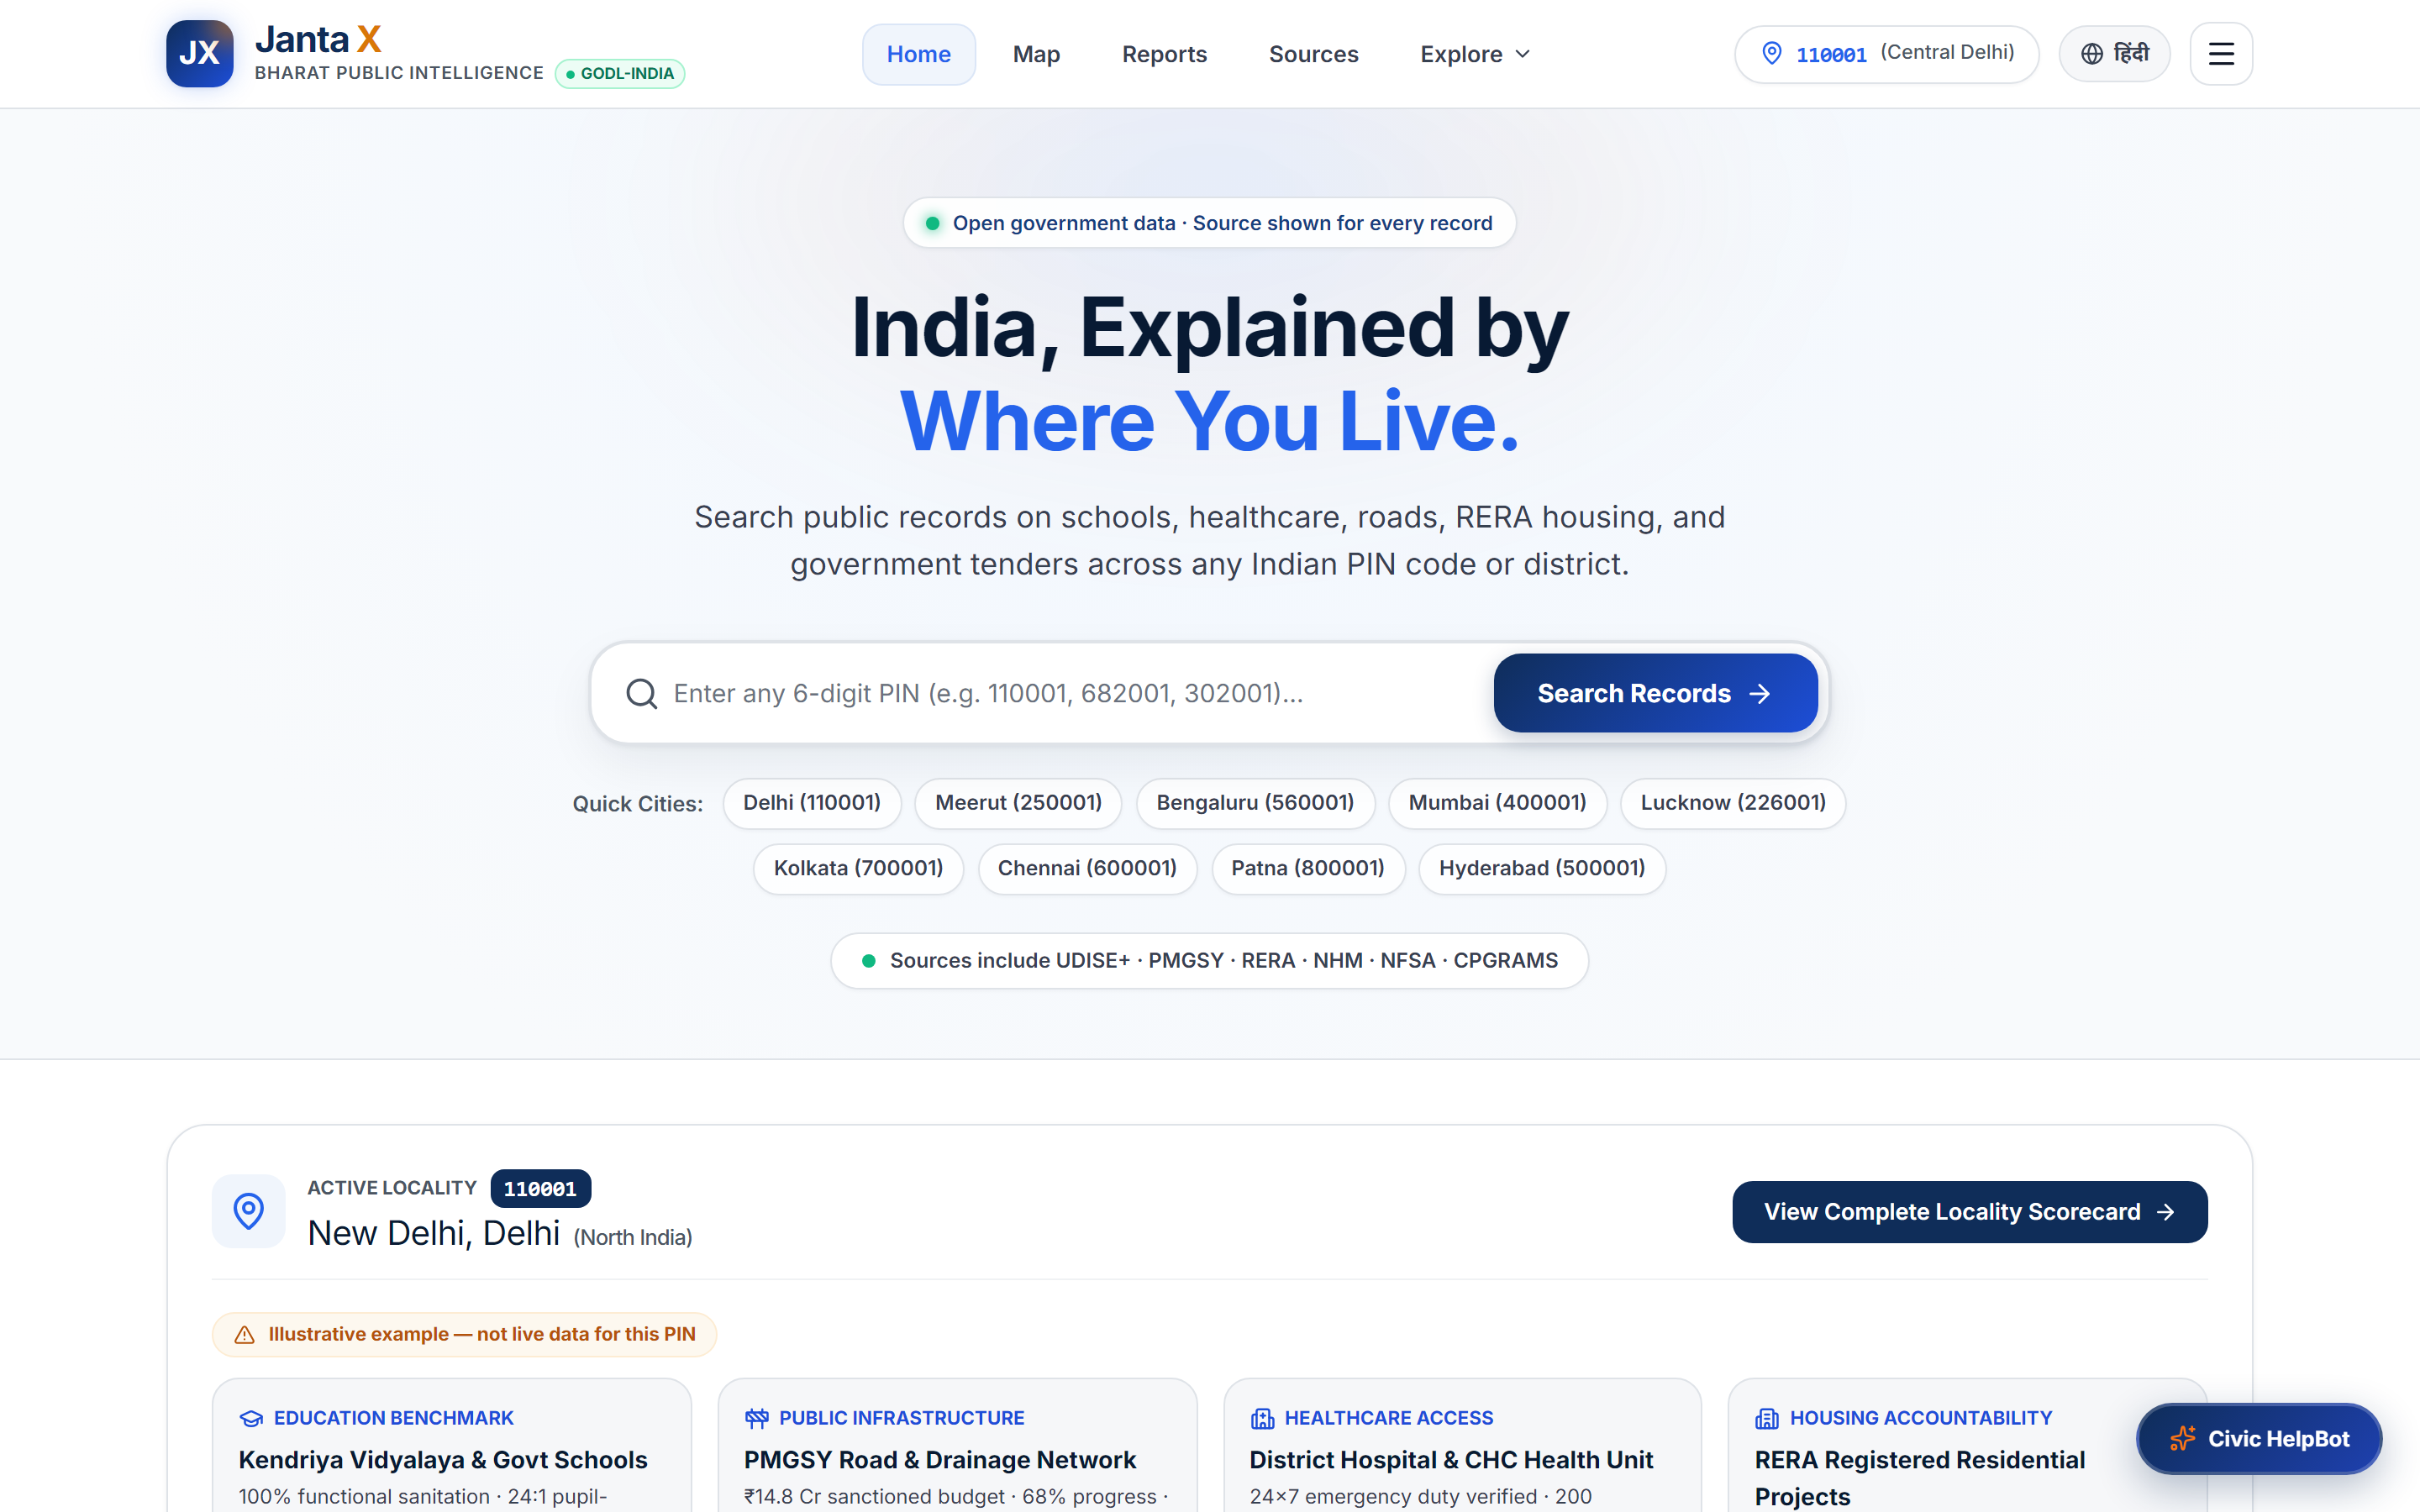 JX
Janta X
BHARAT PUBLIC INTELLIGENCE
GODL-INDIA
Home
Map
Reports
Sources
Explore
110001 (Central Delhi)
हिंदी
Open government data · Source shown for every record
India, Explained by
Where You Live.
Search public records on schools, healthcare, roads, RERA housing, and
government tenders across any Indian PIN code or district.
Enter any 6-digit PIN (e.g. 110001, 682001, 302001)...
Search Records
Quick Cities:
Delhi (110001)
Meerut (250001)
Bengaluru (560001)
Mumbai (400001)
Lucknow (226001)
Kolkata (700001)
Chennai (600001)
Patna (800001)
Hyderabad (500001)
Sources include UDISE+ · PMGSY · RERA · NHM · NFSA · CPGRAMS
ACTIVE LOCALITY 110001
New Delhi, Delhi (North India)
View Complete Locality Scorecard
Illustrative example — not live data for this PIN
EDUCATION BENCHMARK
Kendriya Vidyalaya & Govt Schools
100% functional sanitation · 24:1 pupil-
PUBLIC INFRASTRUCTURE
PMGSY Road & Drainage Network
₹14.8 Cr sanctioned budget · 68% progress ·
HEALTHCARE ACCESS
District Hospital & CHC Health Unit
24×7 emergency duty verified · 200
HOUSING ACCOUNTABILITY
RERA Registered Residential
Projects
Civic HelpBot